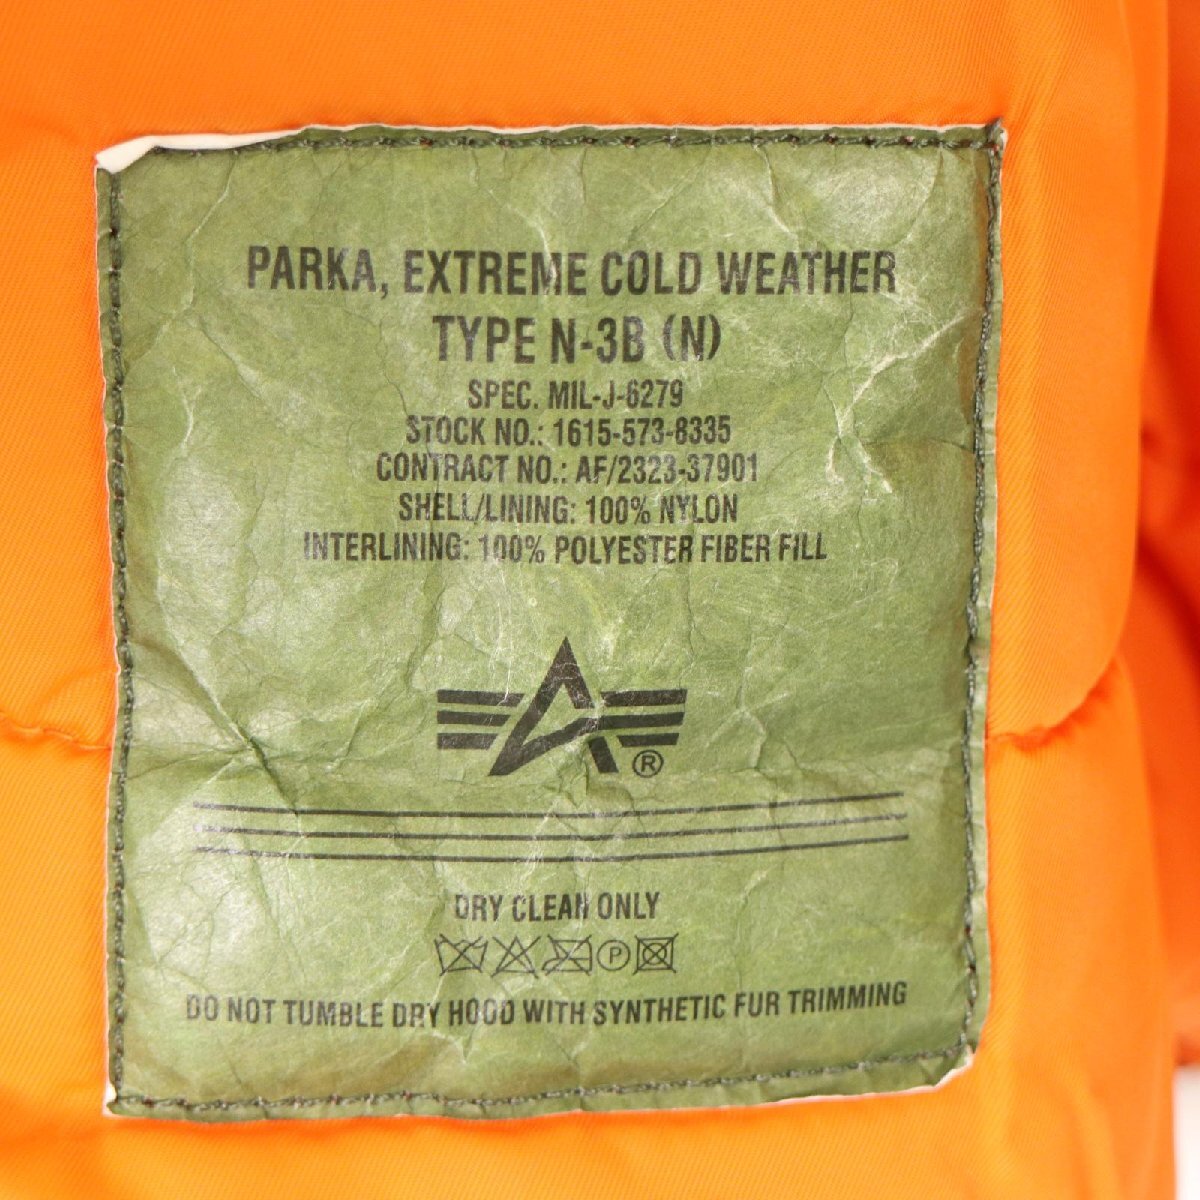 PARKA, EXTREME COLD WEATHER
TYPE N-3B (N)
SPEC. MIL-J-6279
STOCK NO.: 1615-573-8335
CONTRACT NO.: AF/2323-37901
SHELL/LINING: 100% NYLON
INTERLINING: 100% POLYESTER FIBER FILL
®
DRY CLEAN ONLY
P
DO NOT TUMBLE DRY HOOD WITH SYNTHETIC FUR TRIMMING